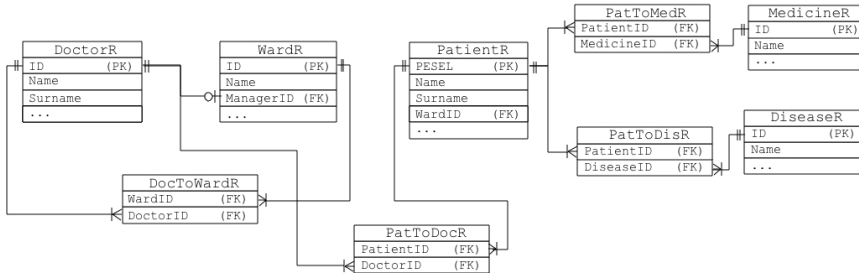 DoctorR
ID (PK)
Name
Surname
...
WardR
ID (PK)
Name
ManagerID (FK)
...
PatientR
PESEL (PK)
Name
Surname
WardID (FK)
...
PatToMedR
PatientID (FK)
MedicineID (FK)
MedicineR
ID (PK)
Name
...
PatToDisR
PatientID (FK)
DiseaseID (FK)
DiseaseR
ID (PK)
Name
...
DocToWardR
WardID (FK)
DoctorID (FK)
PatToDocR
PatientID (FK)
DoctorID (FK)